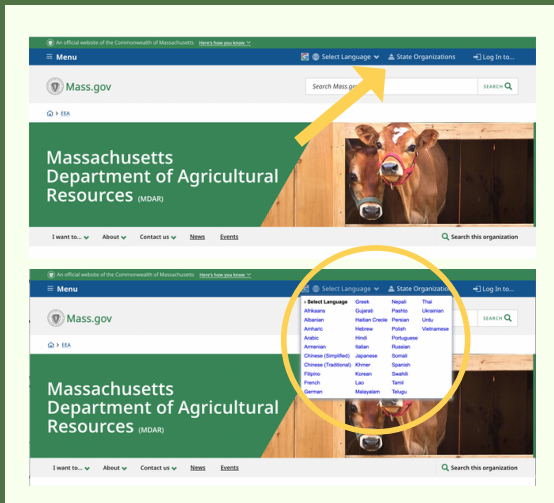 An official website of the Commonwealth of Massachusetts Here's how you know
Menu
Select Language
State Organizations
Log In to...
Mass.gov
Search Mass.g
SEARCH
EEA
Massachusetts
Department of Agricultural
Resources (MDAR)
I want to... About Contact us News Events
Search this organization
An official website of the Commonwealth of Massachusetts Here's how you know
Menu
Select Language
State Organizations
Log In to...
Mass.gov
SEARCH
EEA
› Select Language Greek Nepali Thai
Afrikaans Gujarati Pashto Ukrainian
Albanian Haitian Creole Persian Urdu
Amharic Hebrew Polish Vietnamese
Arabic Hindi Portuguese
Armenian Italian Russian
Chinese (Simplified) Japanese Somali
Chinese (Traditional) Khmer Spanish
Filipino Korean Swahili
French Lao Tamil
German Malayalam Telugu
Massachusetts
Department of Agricultural
Resources (MDAR)
I want to... About Contact us News Events
Search this organization